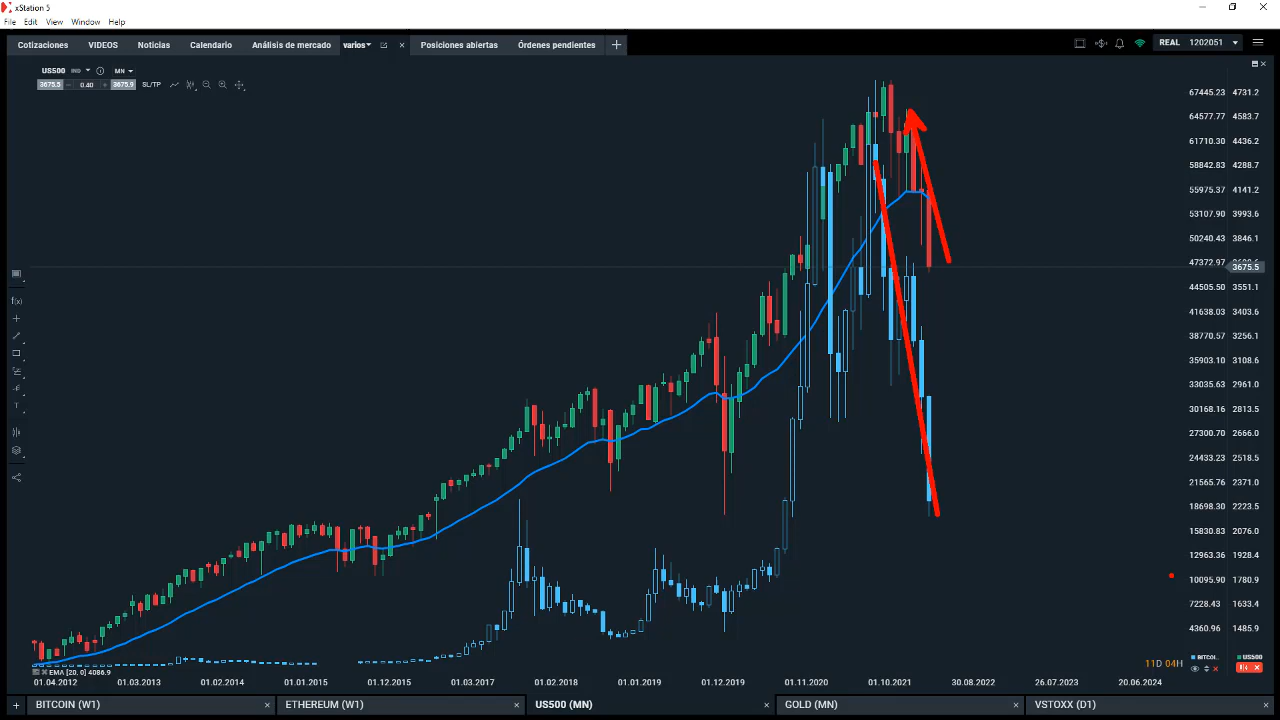 xStation 5
File Edit View Window Help
Cotizaciones VIDEOS Noticias Calendario Análisis de mercado varios Posiciones abiertas Órdenes pendientes REAL 1202051
US500 IND MN
3675.5 0.40 3675.9 SL/TP
67445.23 4731.2
64577.77 4583.7
61710.30 4436.2
58842.83 4288.7
55975.37 4141.2
53107.90 3993.6
50240.43 3846.1
47372.97
3675.5
44505.50 3551.1
41638.03 3403.6
38770.57 3256.1
35903.10 3108.6
33035.63 2961.0
30168.16 2813.5
27300.70 2666.0
24433.23 2518.5
21565.76 2371.0
18698.30 2223.5
15830.83 2076.0
12963.36 1928.4
10095.90 1780.9
7228.43 1633.4
4360.96 1485.9
f(x)
T
BITCOI... US500
11D 04H
EMA [20, 0] 4086.9
01.04.2012 01.03.2013 01.02.2014 01.01.2015 01.12.2015 01.03.2017 01.02.2018 01.01.2019 01.12.2019 01.11.2020 01.10.2021 30.08.2022 26.07.2023 20.06.2024
BITCOIN (W1) ETHEREUM (W1) US500 (MN) GOLD (MN) VSTOXX (D1)